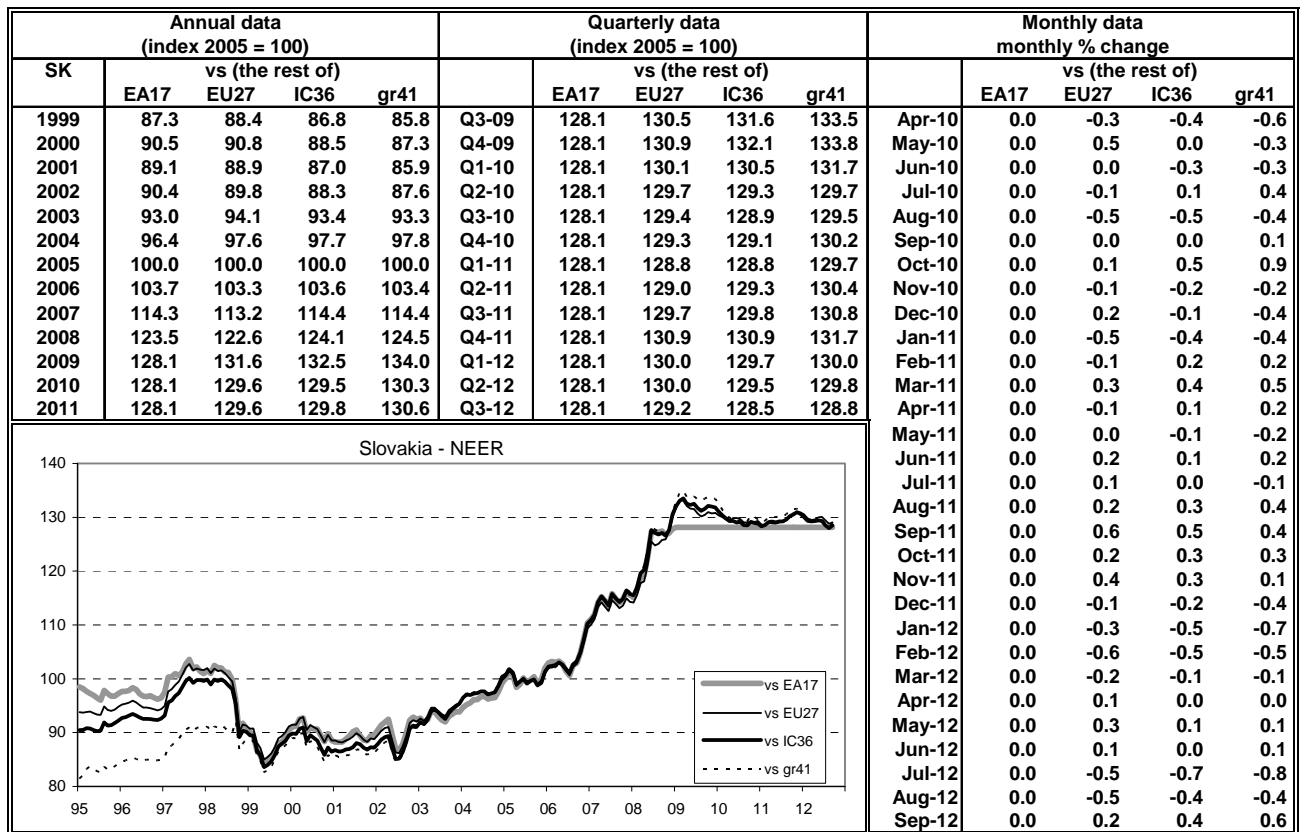 Annual data
(index 2005 = 100)
SK vs (the rest of)
EA17 EU27 IC36 gr41
1999 87.3 88.4 86.8 85.8
2000 90.5 90.8 88.5 87.3
2001 89.1 88.9 87.0 85.9
2002 90.4 89.8 88.3 87.6
2003 93.0 94.1 93.4 93.3
2004 96.4 97.6 97.7 97.8
2005 100.0 100.0 100.0 100.0
2006 103.7 103.3 103.6 103.4
2007 114.3 113.2 114.4 114.4
2008 123.5 122.6 124.1 124.5
2009 128.1 131.6 132.5 134.0
2010 128.1 129.6 129.5 130.3
2011 128.1 129.6 129.8 130.6
Quarterly data
(index 2005 = 100)
vs (the rest of)
EA17 EU27 IC36 gr41
Q3-09 128.1 130.5 131.6 133.5
Q4-09 128.1 130.9 132.1 133.8
Q1-10 128.1 130.1 130.5 131.7
Q2-10 128.1 129.7 129.3 129.7
Q3-10 128.1 129.4 128.9 129.5
Q4-10 128.1 129.3 129.1 130.2
Q1-11 128.1 128.8 128.8 129.7
Q2-11 128.1 129.0 129.3 130.4
Q3-11 128.1 129.7 129.8 130.8
Q4-11 128.1 130.9 130.9 131.7
Q1-12 128.1 130.0 129.7 130.0
Q2-12 128.1 130.0 129.5 129.8
Q3-12 128.1 129.2 128.5 128.8
Monthly data
monthly % change
vs (the rest of)
EA17 EU27 IC36 gr41
Apr-10 0.0 -0.3 -0.4 -0.6
May-10 0.0 0.5 0.0 -0.3
Jun-10 0.0 0.0 -0.3 -0.3
Jul-10 0.0 -0.1 0.1 0.4
Aug-10 0.0 -0.5 -0.5 -0.4
Sep-10 0.0 0.0 0.0 0.1
Oct-10 0.0 0.1 0.5 0.9
Nov-10 0.0 -0.1 -0.2 -0.2
Dec-10 0.0 0.2 -0.1 -0.4
Jan-11 0.0 -0.5 -0.4 -0.4
Feb-11 0.0 -0.1 0.2 0.2
Mar-11 0.0 0.3 0.4 0.5
Apr-11 0.0 -0.1 0.1 0.2
May-11 0.0 0.0 -0.1 -0.2
Jun-11 0.0 0.2 0.1 0.2
Jul-11 0.0 0.1 0.0 -0.1
Aug-11 0.0 0.2 0.3 0.4
Sep-11 0.0 0.6 0.5 0.4
Oct-11 0.0 0.2 0.3 0.3
Nov-11 0.0 0.4 0.3 0.1
Dec-11 0.0 -0.1 -0.2 -0.4
Jan-12 0.0 -0.3 -0.5 -0.7
Feb-12 0.0 -0.6 -0.5 -0.5
Mar-12 0.0 -0.2 -0.1 -0.1
Apr-12 0.0 0.1 0.0 0.0
May-12 0.0 0.3 0.1 0.1
Jun-12 0.0 0.1 0.0 0.1
Jul-12 0.0 -0.5 -0.7 -0.8
Aug-12 0.0 -0.5 -0.4 -0.4
Sep-12 0.0 0.2 0.4 0.6
Slovakia - NEER
140
130
120
110
100
90
80
vs EA17
vs EU27
vs IC36
vs gr41
95 96 97 98 99 00 01 02 03 04 05 06 07 08 09 10 11 12